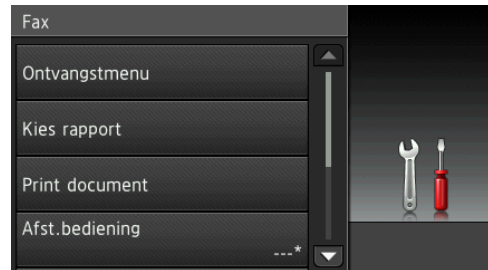 Fax
Ontvangstmenu
Kies rapport
Print document
Afst.bediening
---*